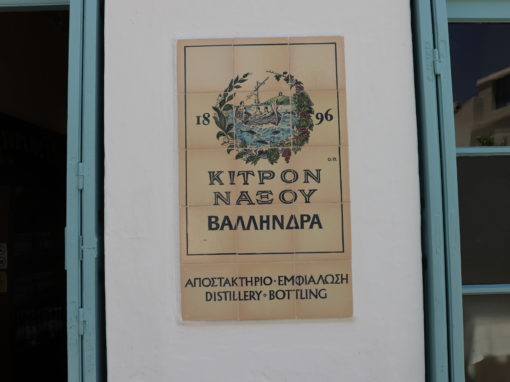 18 96
ΚΙΤΡΟΝ
ΝΑΞΟΥ
ΒΑΛΛΗΝΔΡΑ
ΑΠΟΣΤΑΚΤΗΡΙΟ · ΕΜΦΙΑΛΩΣΗ
DISTILLERY · BOTTLING